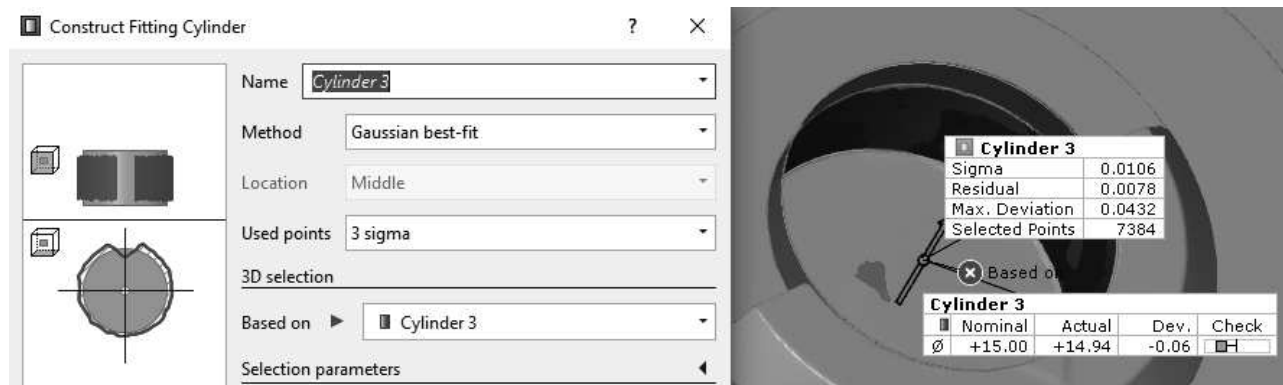 Construct Fitting Cylinder ? ×
Name Cylinder 3
Method Gaussian best-fit
Location Middle
Used points 3 sigma
3D selection
Based on Cylinder 3
Selection parameters
Cylinder 3
Sigma 0.0106
Residual 0.0078
Max. Deviation 0.0432
Selected Points 7384
Based o
Cylinder 3
Nominal Actual Dev. Check
Ø +15.00 +14.94 -0.06